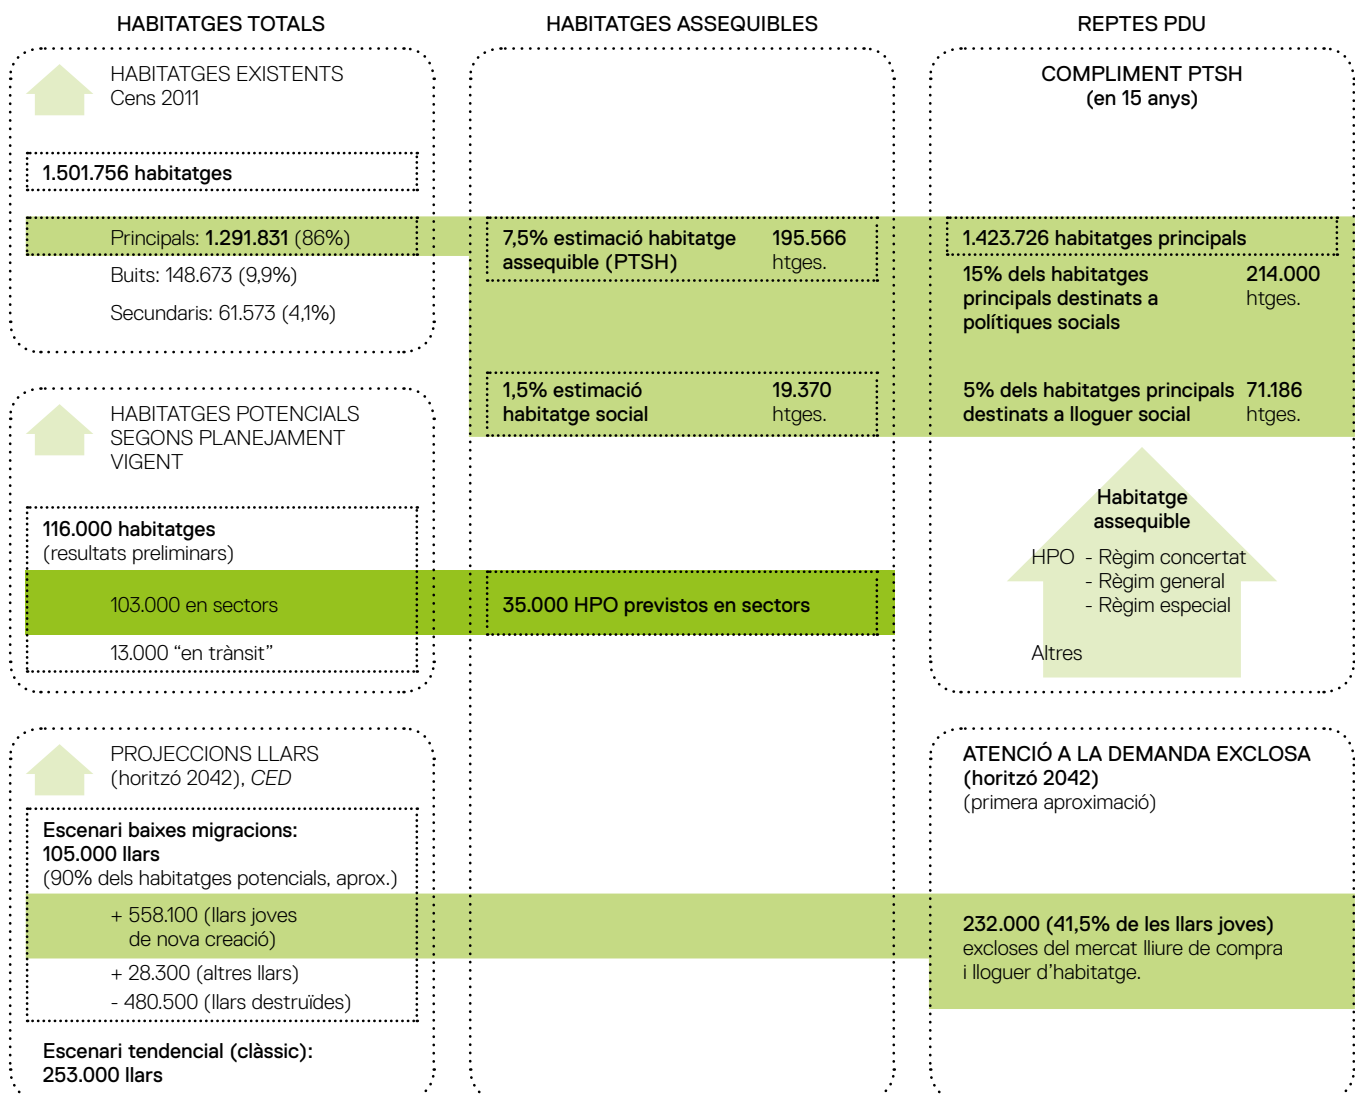 HABITATGES TOTALS
HABITATGES EXISTENTS
Cens 2011
1.501.756 habitatges
Principals: 1.291.831 (86%)
Buits: 148.673 (9,9%)
Secundaris: 61.573 (4,1%)
HABITATGES POTENCIALS
SEGONS PLANEJAMENT
VIGENT
116.000 habitatges
(resultats preliminars)
103.000 en sectors
13.000 “en trànsit”
PROJECCIONS LLARS
(horitzó 2042), CED
Escenari baixes migracions:
105.000 llars
(90% dels habitatges potencials, aprox.)
+ 558.100 (llars joves
de nova creació)
+ 28.300 (altres llars)
- 480.500 (llars destruïdes)
Escenari tendencial (clàssic):
253.000 llars
HABITATGES ASSEQUIBLES
7,5% estimació habitatge 195.566
assequible (PTSH) htges.
1,5% estimació 19.370
habitatge social htges.
35.000 HPO previstos en sectors
REPTES PDU
COMPLIMENT PTSH
(en 15 anys)
1.423.726 habitatges principals
15% dels habitatges 214.000
principals destinats a htges.
polítiques socials
5% dels habitatges principals 71.186
destinats a lloguer social htges.
Habitatge
assequible
HPO - Règim concertat
- Règim general
- Règim especial
Altres
ATENCIÓ A LA DEMANDA EXCLOSA
(horitzó 2042)
(primera aproximació)
232.000 (41,5% de les llars joves)
excloses del mercat lliure de compra
i lloguer d’habitatge.